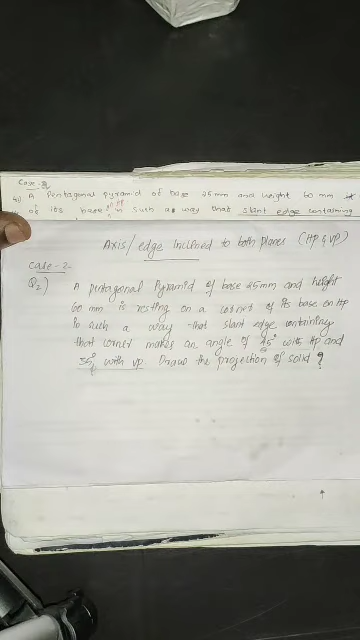 Case-2
A Pentagonal Pyramid of base 25mm and height 60 mm
of its base in such a way that slant edge containing
Axis/edge Inclined to both planes (HP & VP)
Case-2
Q2) A pentagonal Pyramid of base 25mm and height
60 mm is resting on a corner of its base on HP
in such a way that slant edge containing
that corner makes an angle of 45° with Hp and
35° with VP. Draw the projection of solid?